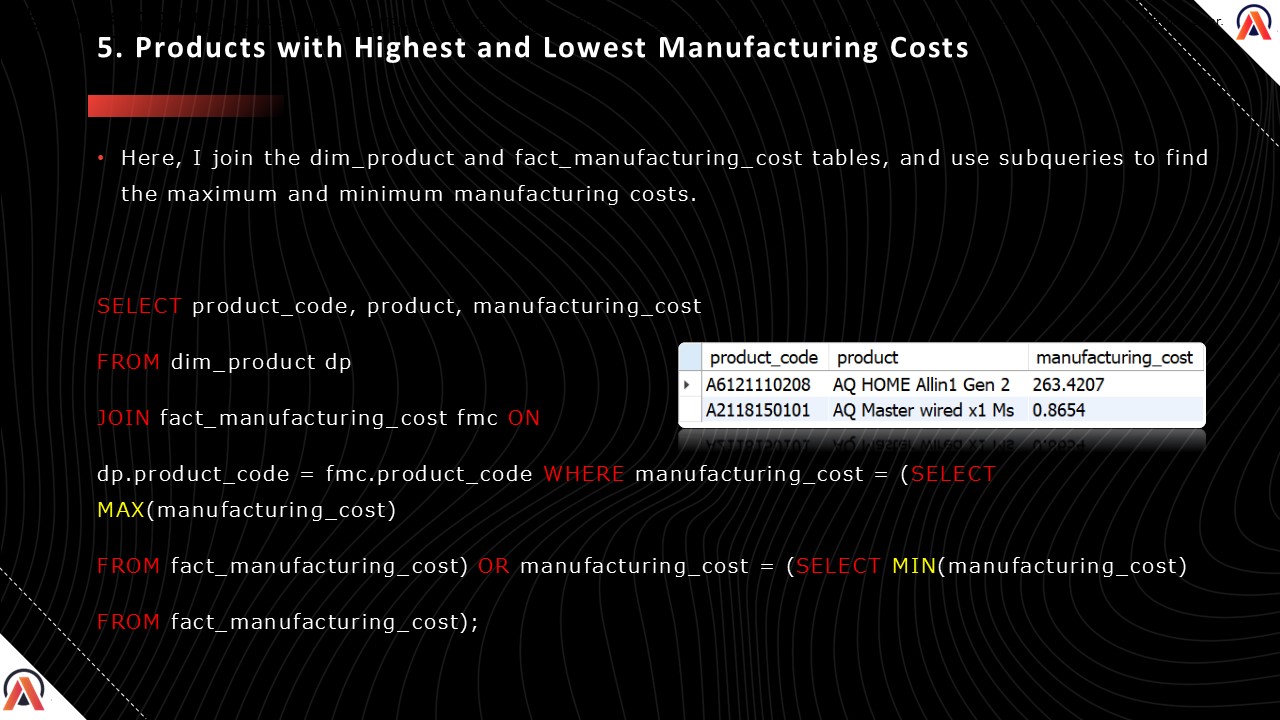 5. Products with Highest and Lowest Manufacturing Costs
• Here, I join the dim_product and fact_manufacturing_cost tables, and use subqueries to find
the maximum and minimum manufacturing costs.
SELECT product_code, product, manufacturing_cost
FROM dim_product dp
JOIN fact_manufacturing_cost fmc ON
product_code product manufacturing_cost
A6121110208 AQ HOME Allin1 Gen 2 263.4207
A2118150101 AQ Master wired x1 Ms 0.8654
dp.product_code = fmc.product_code WHERE manufacturing_cost = (SELECT
MAX(manufacturing_cost)
FROM fact_manufacturing_cost) OR manufacturing_cost = (SELECT MIN(manufacturing_cost)
FROM fact_manufacturing_cost);